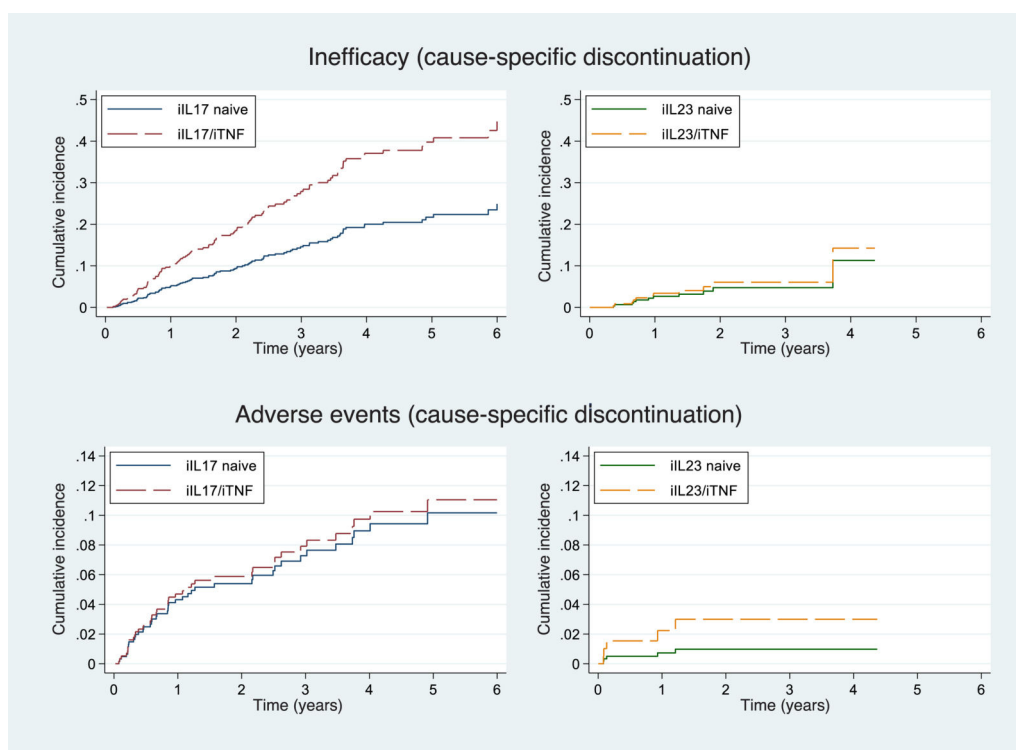 Inefficacy (cause-specific discontinuation)
iIL17 naive
iIL17/iTNF
Cumulative incidence
.5
.4
.3
.2
.1
0
0 1 2 3 4 5 6
Time (years)
iIL23 naive
iIL23/iTNF
Cumulative incidence
.5
.4
.3
.2
.1
0
0 1 2 3 4 5 6
Time (years)
Adverse events (cause-specific discontinuation)
iIL17 naive
iIL17/iTNF
Cumulative incidence
.14
.12
.1
.08
.06
.04
.02
0
0 1 2 3 4 5 6
Time (years)
iIL23 naive
iIL23/iTNF
Cumulative incidence
.14
.12
.1
.08
.06
.04
.02
0
0 1 2 3 4 5 6
Time (years)